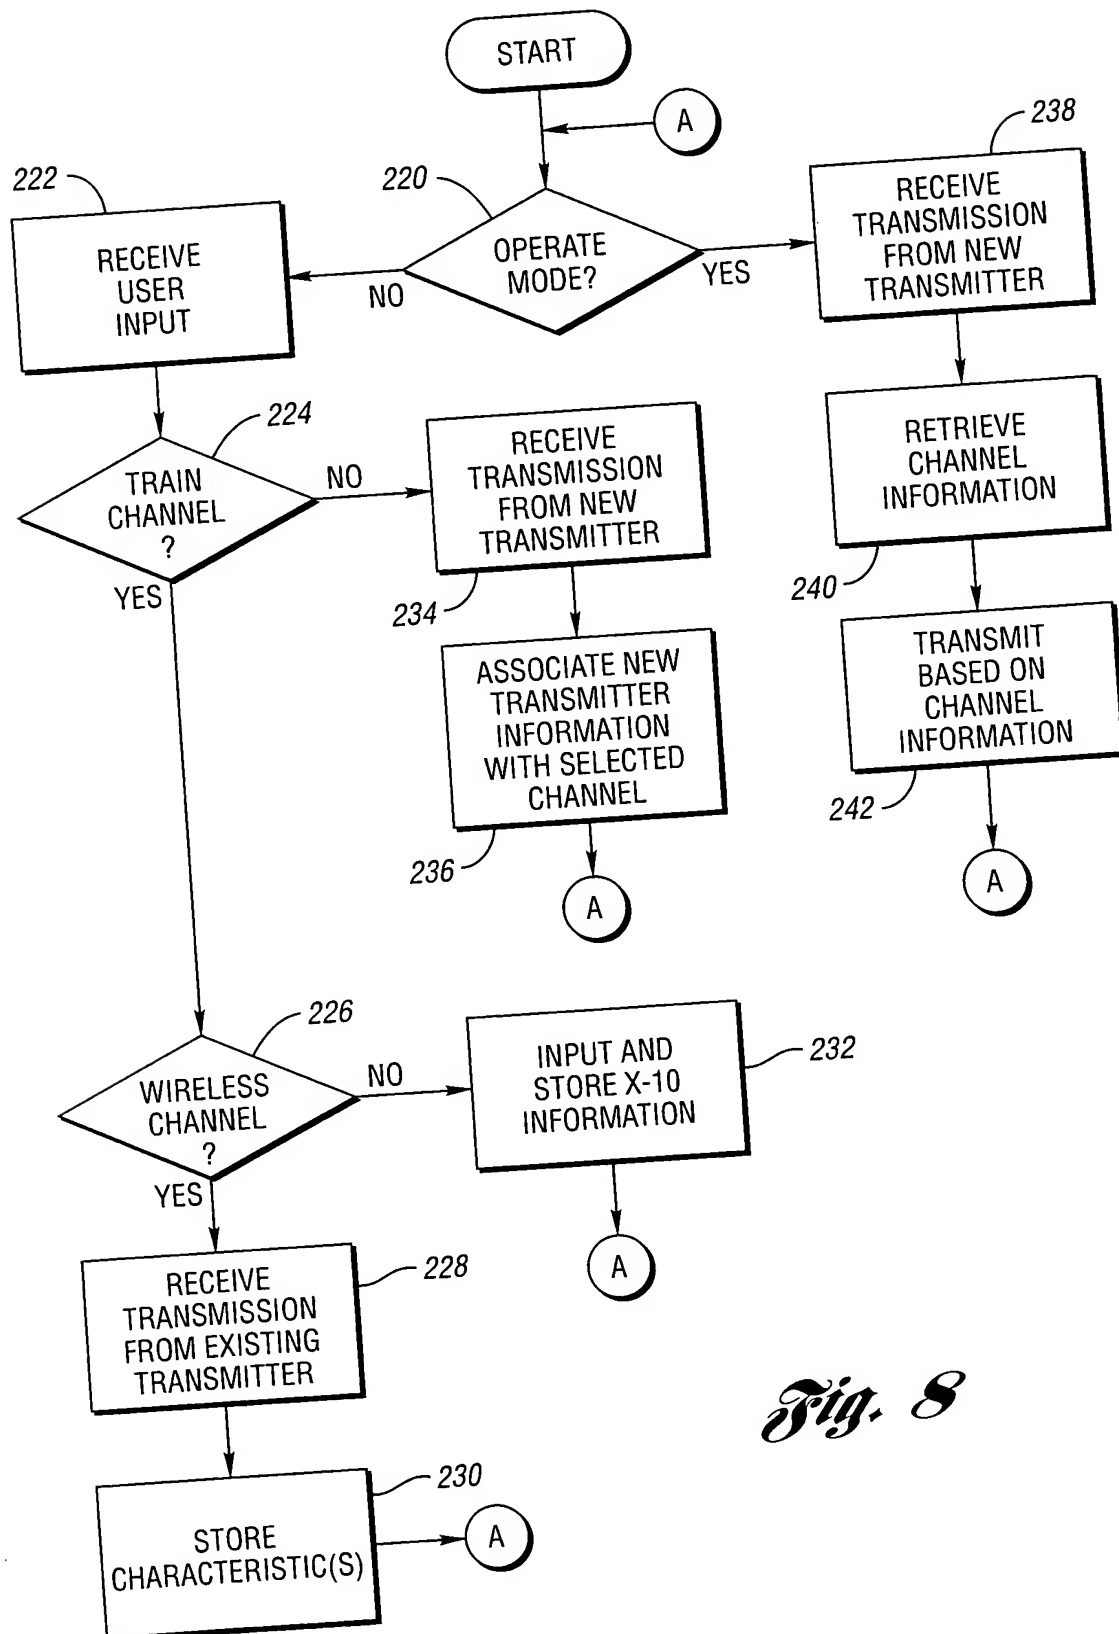 START
A
238
222
220
RECEIVE
TRANSMISSION
FROM NEW
TRANSMITTER
RECEIVE
USER
INPUT
OPERATE
MODE?
NO
YES
224
TRAIN
CHANNEL
?
NO
YES
RECEIVE
TRANSMISSION
FROM NEW
TRANSMITTER
234
RETRIEVE
CHANNEL
INFORMATION
240
ASSOCIATE NEW
TRANSMITTER
INFORMATION
WITH SELECTED
CHANNEL
236
A
TRANSMIT
BASED ON
CHANNEL
INFORMATION
242
A
226
WIRELESS
CHANNEL
?
NO
YES
INPUT AND
STORE X-10
INFORMATION
232
A
RECEIVE
TRANSMISSION
FROM EXISTING
TRANSMITTER
228
230
STORE
CHARACTERISTIC(S)
A
Fig. 8